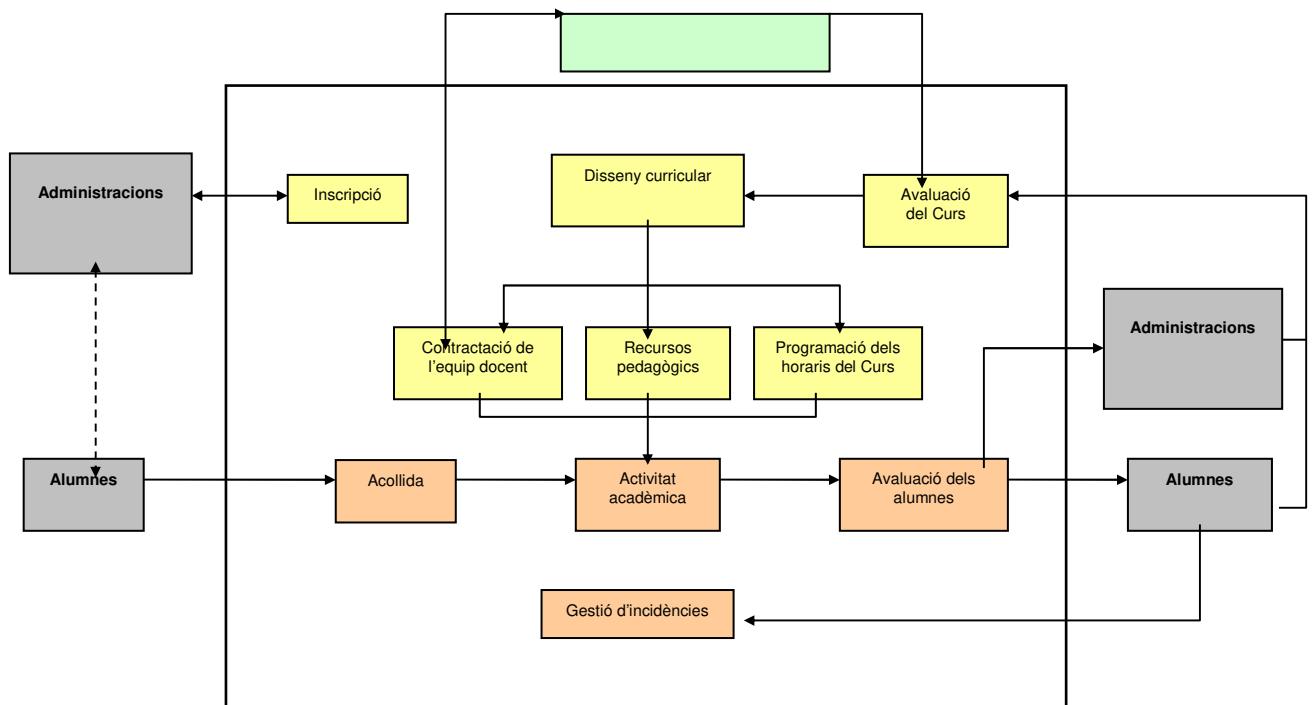 Disseny curricular
Administracions
Inscripció
Avaluació
del Curs
Administracions
Contractació de
l’equip docent
Recursos
pedagògics
Programació dels
horaris del Curs
Alumnes
Acollida
Activitat
acadèmica
Avaluació dels
alumnes
Alumnes
Gestió d’incidències